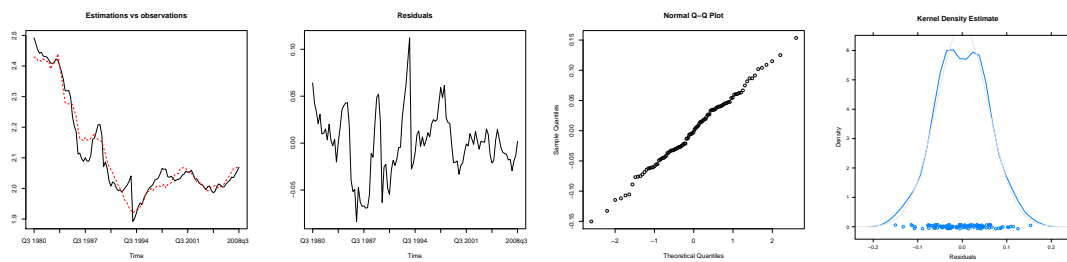 Estimations vs observations
2.5
2.4
2.3
2.2
2.1
2.0
1.9
Q3 1980
Q3 1987
Q3 1994
Q3 2001
2008q3
Time
Residuals
0.10
0.05
0.00
−0.05
Q3 1980
Q3 1987
Q3 1994
Q3 2001
2008q3
Time
Normal Q−Q Plot
Sample Quantiles
0.15
0.10
0.05
0.00
−0.05
−0.10
−0.15
−2
−1
0
1
2
Theoretical Quantiles
Kernel Density Estimate
Density
6
5
4
3
2
1
0
−0.2
−0.1
0.0
0.1
0.2
Residuals